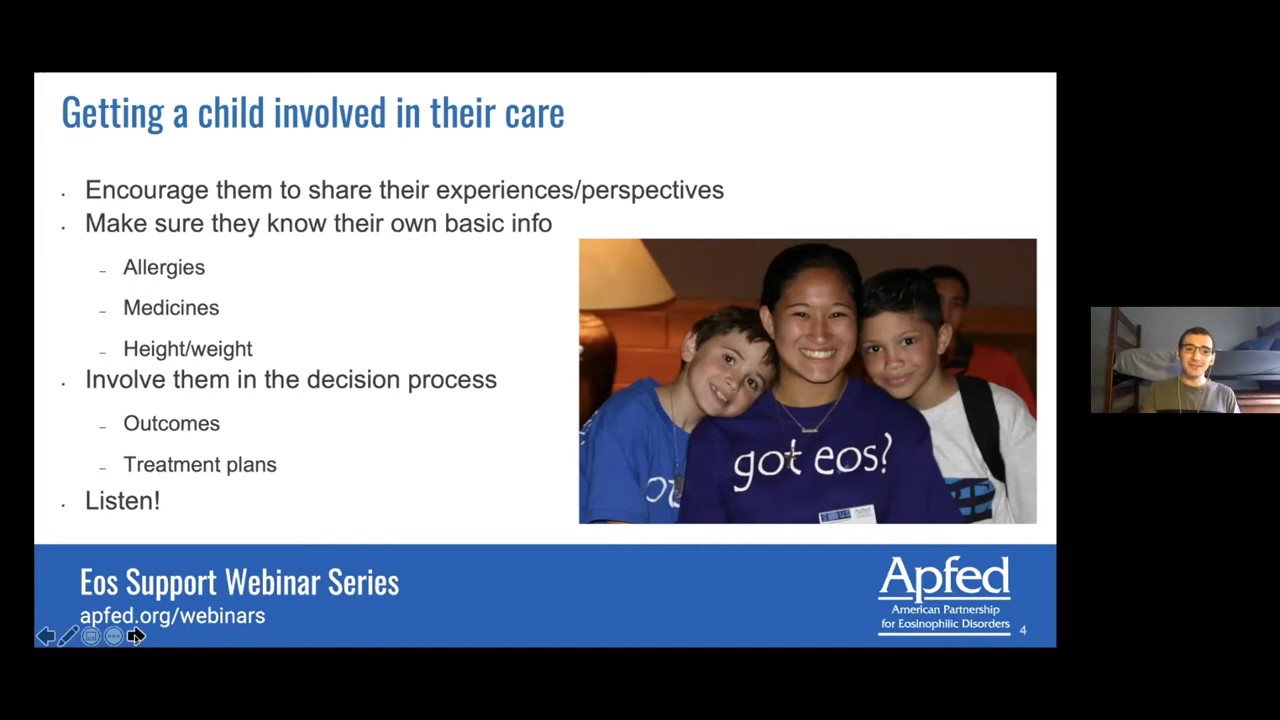 Getting a child involved in their care
· Encourage them to share their experiences/perspectives
· Make sure they know their own basic info
– Allergies
– Medicines
– Height/weight
· Involve them in the decision process
– Outcomes
– Treatment plans
· Listen!
got eos?
Apfed
Eos Support Webinar Series
apfed.org/webinars
Apfed
American Partnership
for Eosinophilic Disorders
4